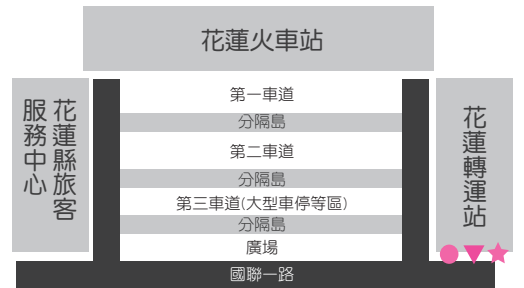 花蓮火車站
花蓮縣旅客
服務中心
第一車道
分隔島
第二車道
分隔島
第三車道(大型車停等區)
分隔島
廣場
花蓮轉運站
國聯一路